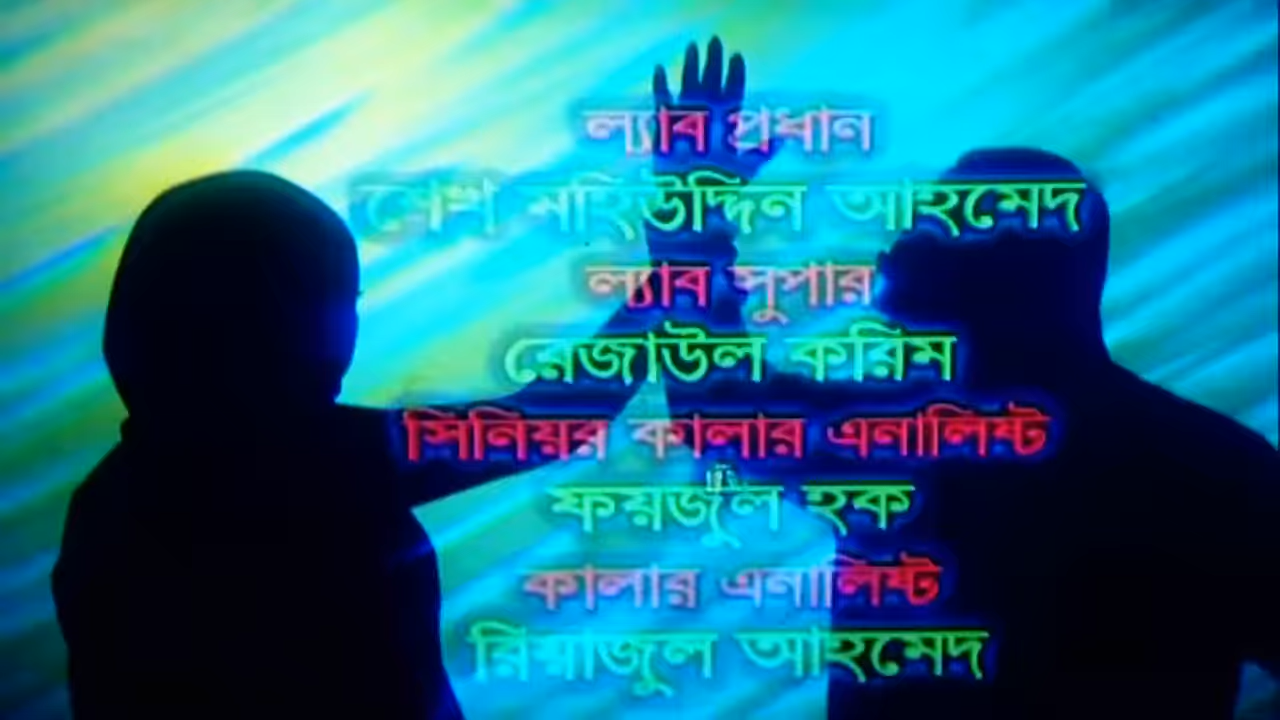 ল্যাব প্রধান
শেখ মহিউদ্দিন আহমেদ
ল্যাব সুপার
রেজাউল করিম
সিনিয়র কালার এনালিষ্ট
ফয়জুল হক
কালার এনালিষ্ট
রিয়াজুল আহমেদ